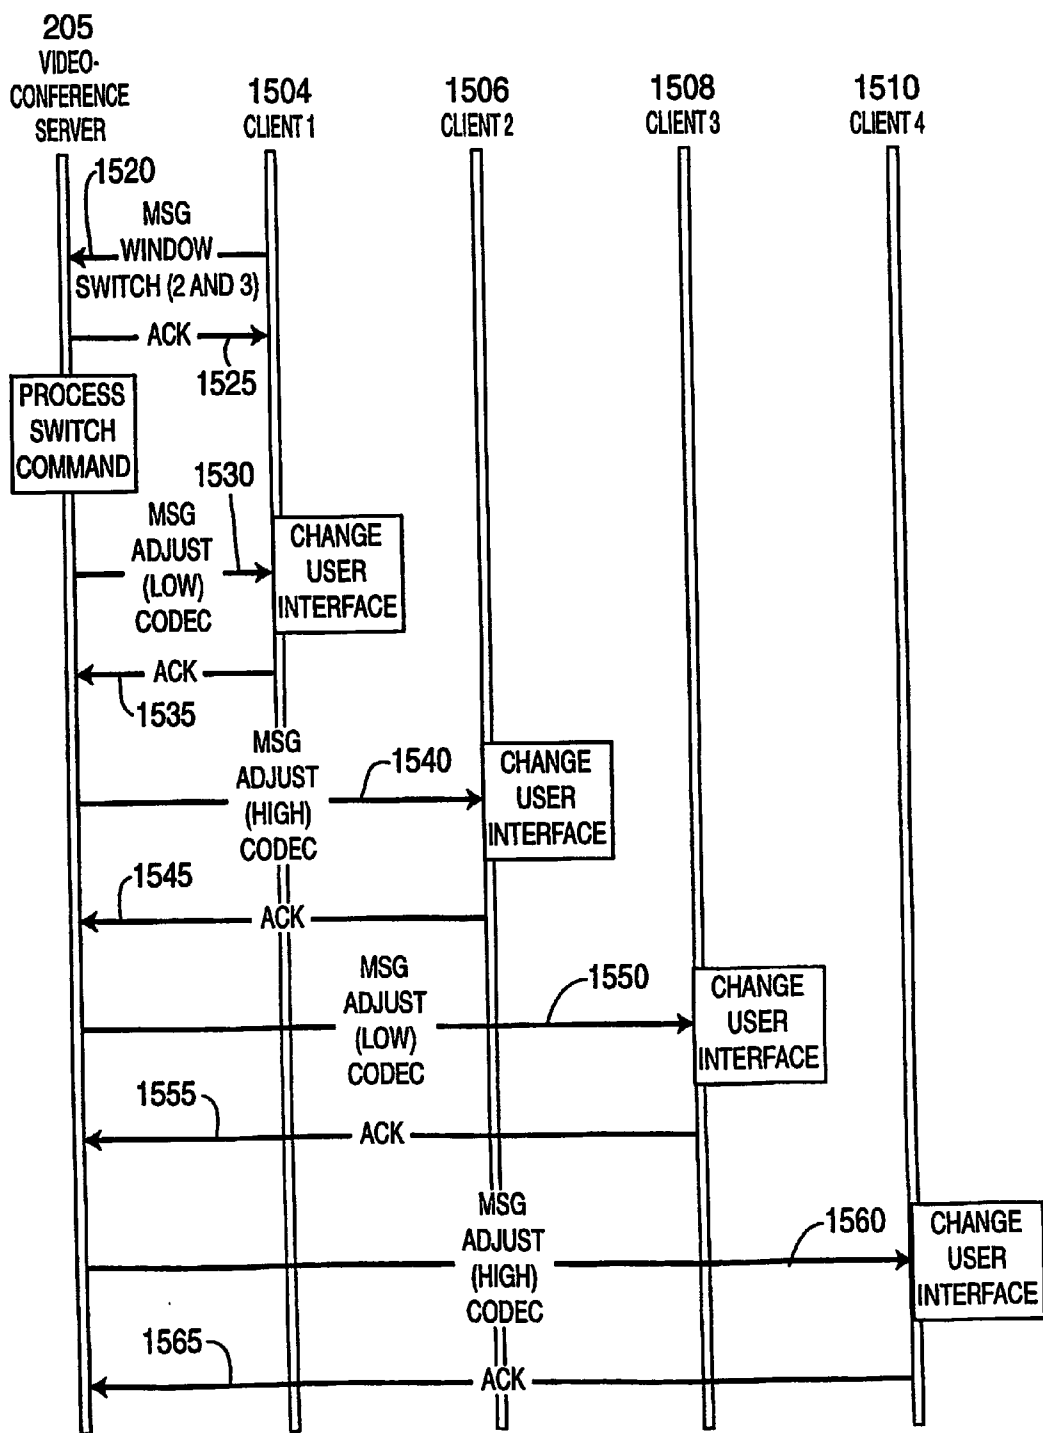 205
VIDEO-
CONFERENCE
SERVER
1504
CLIENT 1
1506
CLIENT 2
1508
CLIENT 3
1510
CLIENT 4
1520
MSG
WINDOW
SWITCH (2 AND 3)
ACK
1525
PROCESS
SWITCH
COMMAND
1530
MSG
ADJUST
(LOW)
CODEC
CHANGE
USER
INTERFACE
ACK
1535
MSG
ADJUST
(HIGH)
CODEC
1540
CHANGE
USER
INTERFACE
1545
ACK
MSG
ADJUST
(LOW)
CODEC
1550
CHANGE
USER
INTERFACE
1555
ACK
MSG
ADJUST
(HIGH)
CODEC
1560
CHANGE
USER
INTERFACE
1565
ACK